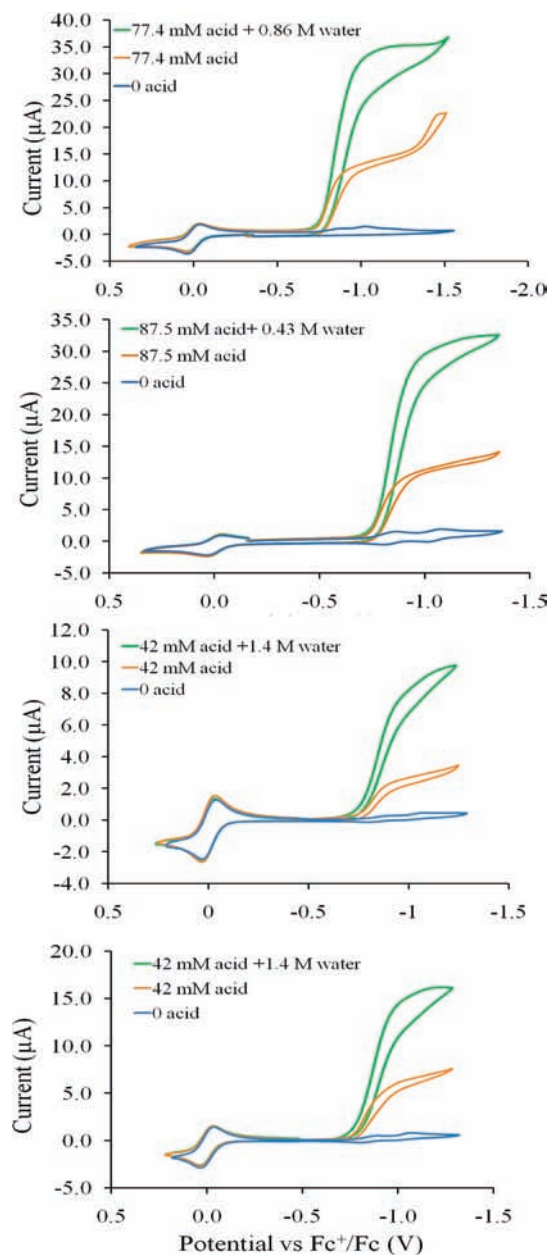 77.4 mM acid + 0.86 M water
77.4 mM acid
0 acid
Current (µA)
40.0
35.0
30.0
25.0
20.0
15.0
10.0
5.0
0.0
-5.0
0.5 0 -0.5 -1.0 -1.5 -2.0
87.5 mM acid+ 0.43 M water
87.5 mM acid
0 acid
Current (µA)
35.0
30.0
25.0
20.0
15.0
10.0
5.0
0.0
-5.0
0.5 0.0 -0.5 -1.0 -1.5
42 mM acid +1.4 M water
42 mM acid
0 acid
Current (µA)
12.0
10.0
8.0
6.0
4.0
2.0
0.0
-2.0
-4.0
0.5 0 -0.5 -1 -1.5
42 mM acid +1.4 M water
42 mM acid
0 acid
Current (µA)
20.0
15.0
10.0
5.0
0.0
-5.0
0.5 0.0 -0.5 -1.0 -1.5
Potential vs Fc⁺/Fc (V)